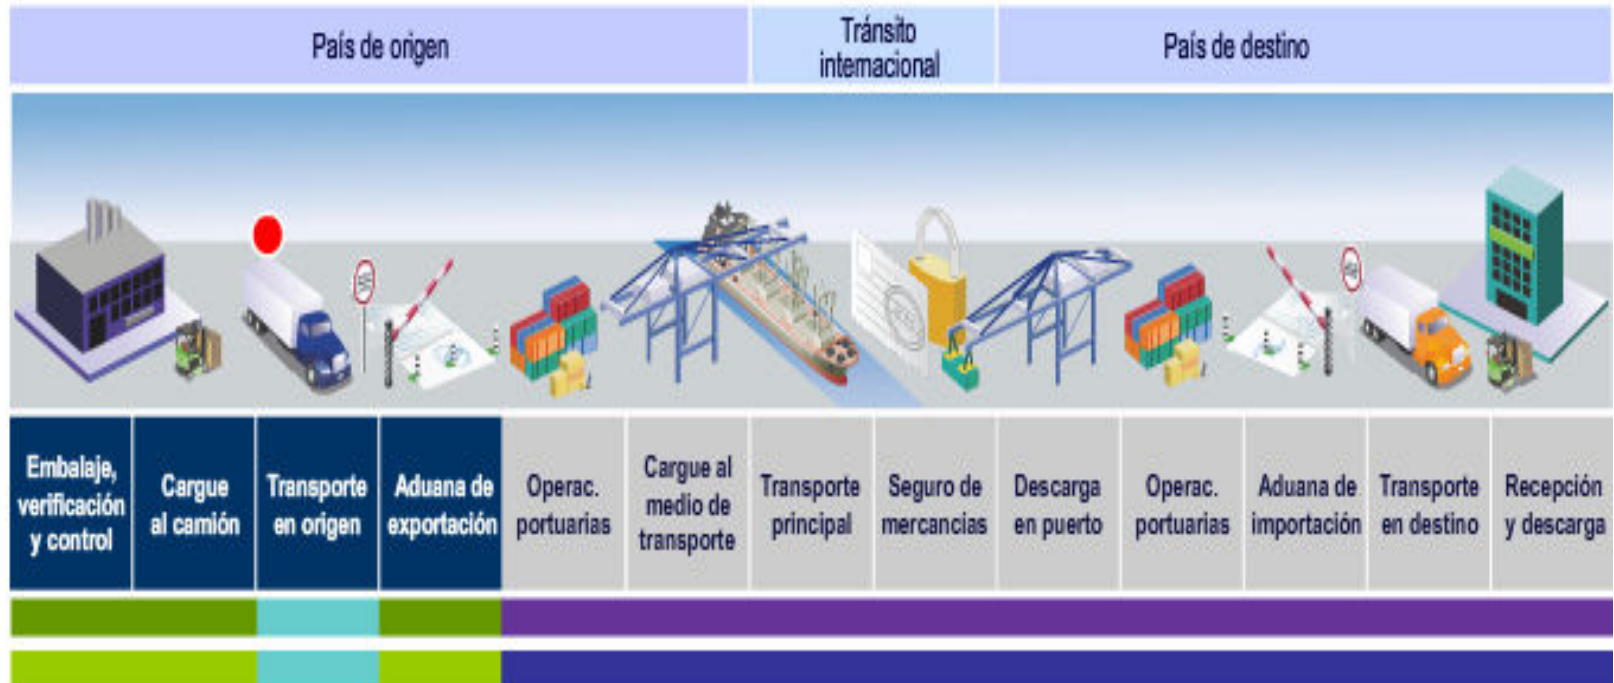 País de origen
Tránsito
internacional
País de destino
Embalaje,
verificación
y control
Cargue
al camión
Transporte
en origen
Aduana de
exportación
Operac.
portuarias
Cargue al
medio de
transporte
Transporte
principal
Seguro de
mercancias
Descarga
en puerto
Operac.
portuarias
Aduana de
importación
Transporte
en destino
Recepción
y descarga